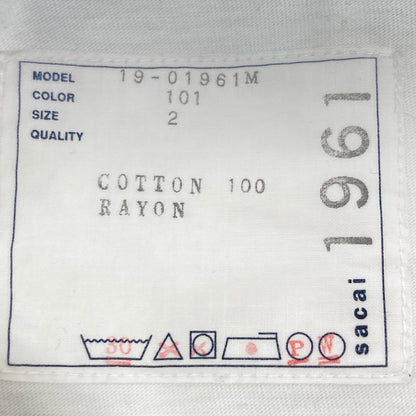 MODEL 19-01961M
COLOR 101
SIZE 2
QUALITY
COTTON 100
RAYON
30 P W
sacai 1961